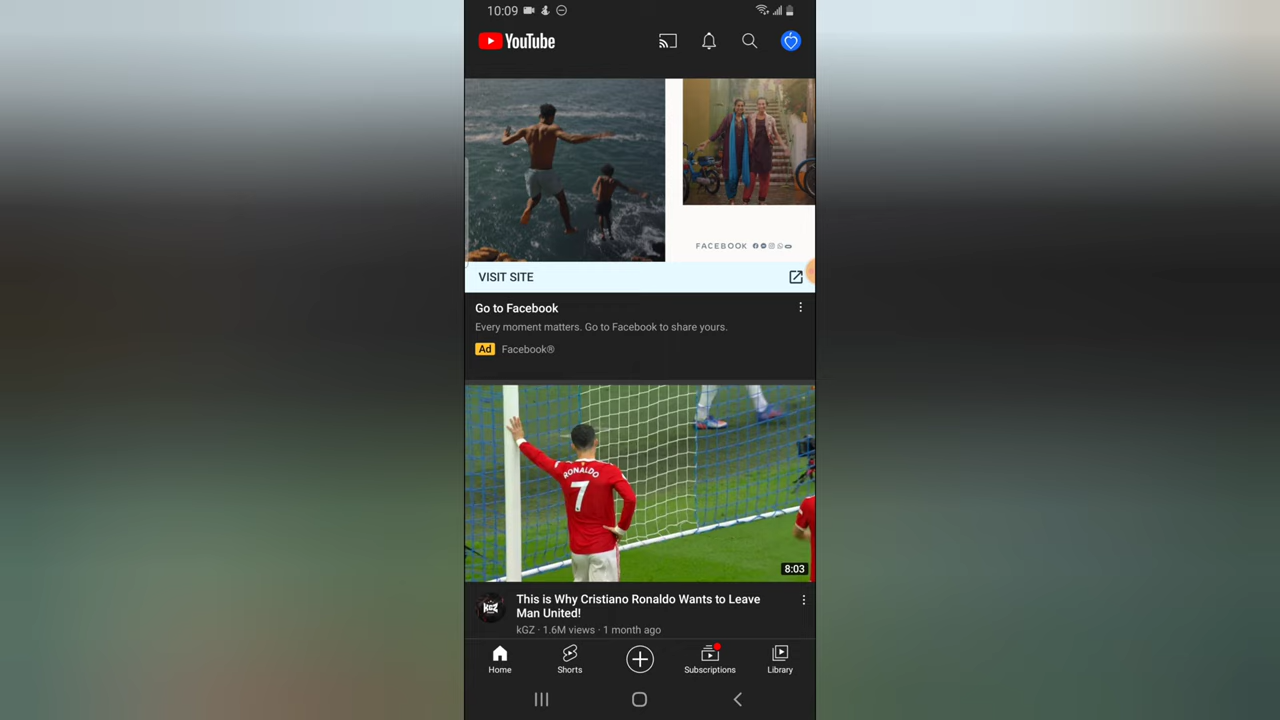 10:09
YouTube
FACEBOOK
VISIT SITE
Go to Facebook
Every moment matters. Go to Facebook to share yours.
Ad Facebook®
RONALDO
7
8:03
kGZ
This is Why Cristiano Ronaldo Wants to Leave
Man United!
kGZ · 1.6M views · 1 month ago
Home Shorts Subscriptions Library